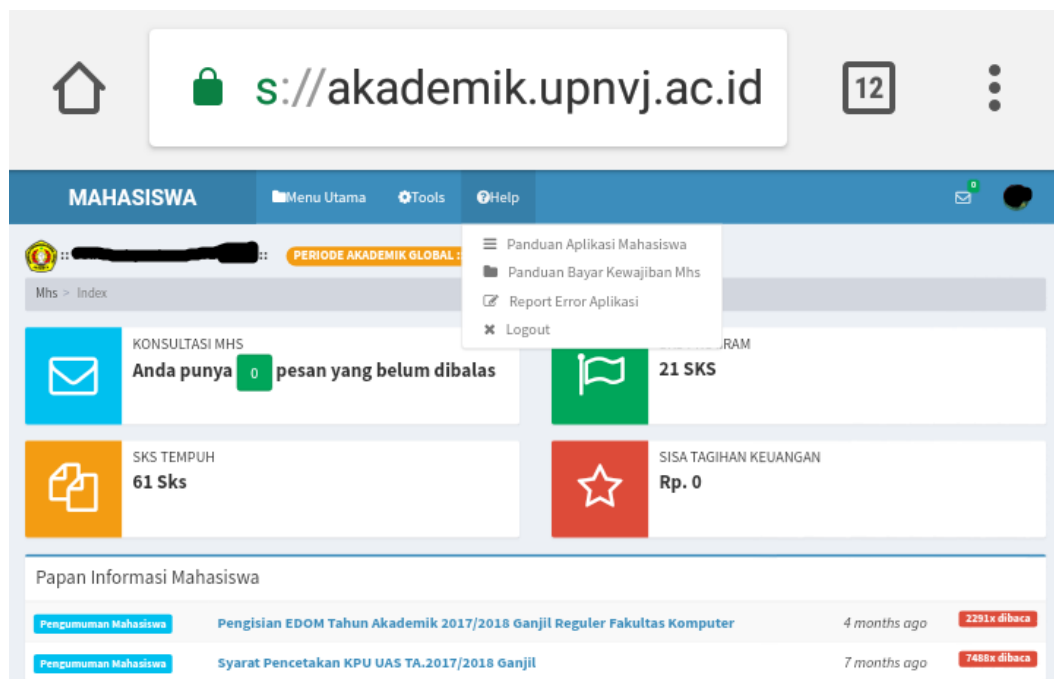 s://akademik.upnvj.ac.id
12
MAHASISWA
Menu Utama
Tools
Help
0
:: ::
PERIODE AKADEMIK GLOBAL :
Panduan Aplikasi Mahasiswa
Panduan Bayar Kewajiban Mhs
Report Error Aplikasi
Logout
Mhs > Index
KONSULTASI MHS
Anda punya 0 pesan yang belum dibalas
21 SKS
SKS TEMPUH
61 Sks
SISA TAGIHAN KEUANGAN
Rp. 0
Papan Informasi Mahasiswa
Pengumuman Mahasiswa Pengisian EDOM Tahun Akademik 2017/2018 Ganjil Reguler Fakultas Komputer 4 months ago 2291x dibaca
Pengumuman Mahasiswa Syarat Pencetakan KPU UAS TA.2017/2018 Ganjil 7 months ago 7488x dibaca